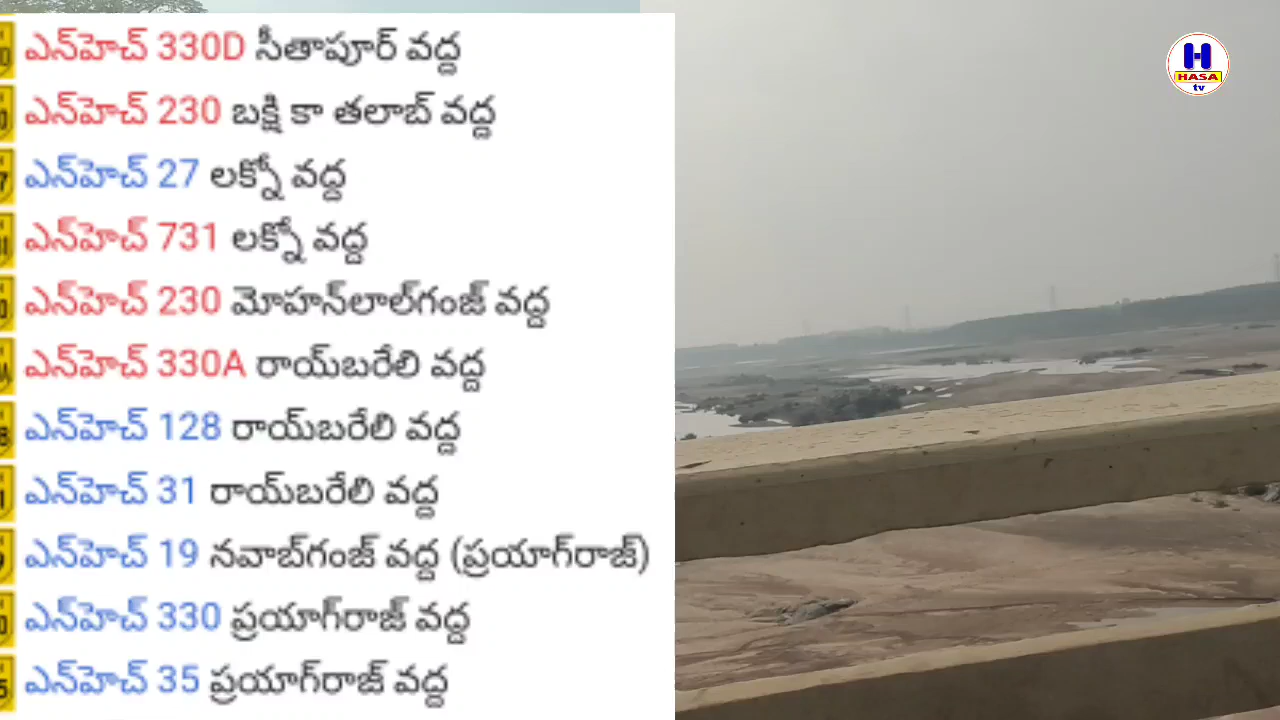 ఎన్‌హెచ్ 330D సీతాపూర్ వద్ద
ఎన్‌హెచ్ 230 బక్షి కా తలాబ్ వద్ద
ఎన్‌హెచ్ 27 లక్నో వద్ద
ఎన్‌హెచ్ 731 లక్నో వద్ద
ఎన్‌హెచ్ 230 మోహన్‌లాల్‌గంజ్ వద్ద
ఎన్‌హెచ్ 330A రాయ్‌బరేలి వద్ద
ఎన్‌హెచ్ 128 రాయ్‌బరేలి వద్ద
ఎన్‌హెచ్ 31 రాయ్‌బరేలి వద్ద
ఎన్‌హెచ్ 19 నవాబ్‌గంజ్ వద్ద (ప్రయాగ్‌రాజ్)
ఎన్‌హెచ్ 330 ప్రయాగ్‌రాజ్ వద్ద
ఎన్‌హెచ్ 35 ప్రయాగ్‌రాజ్ వద్ద
H
HASA
tv